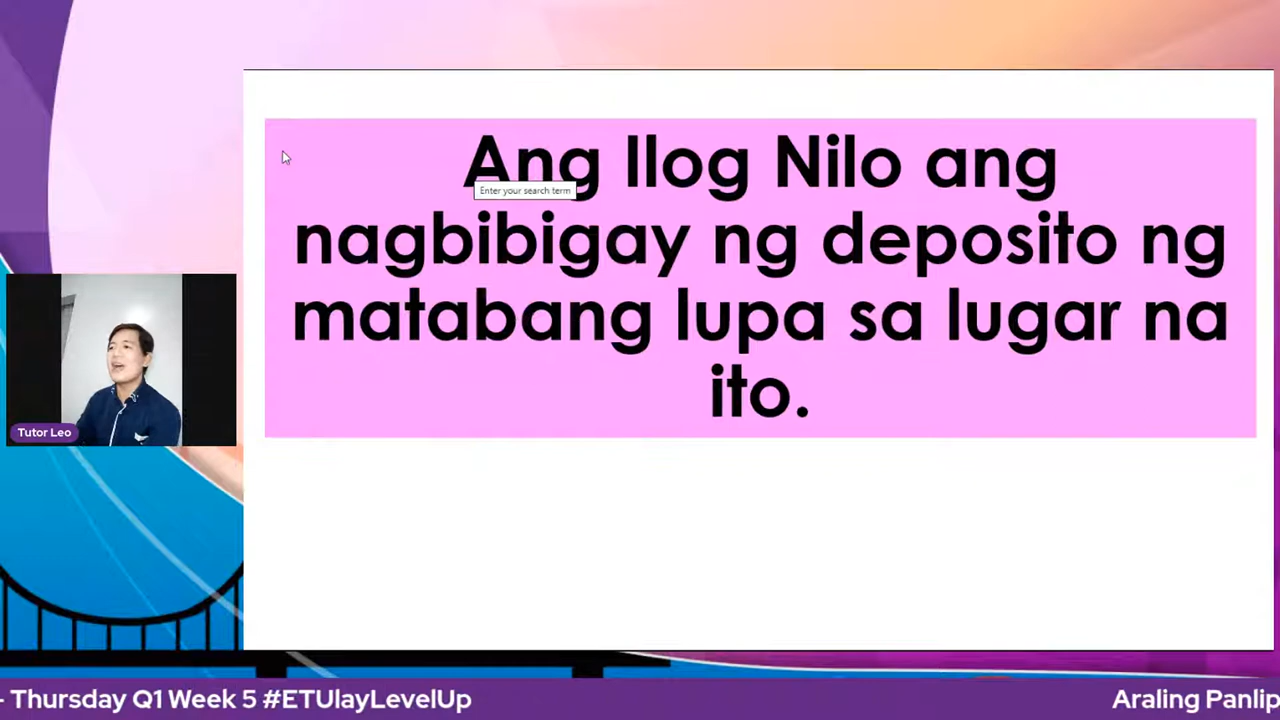 Ang Ilog Nilo ang
Enter your search term
nagbibigay ng deposito ng
matabang lupa sa lugar na
ito.
Tutor Leo
- Thursday Q1 Week 5 #ETUlayLevelUp
Araling Panlip